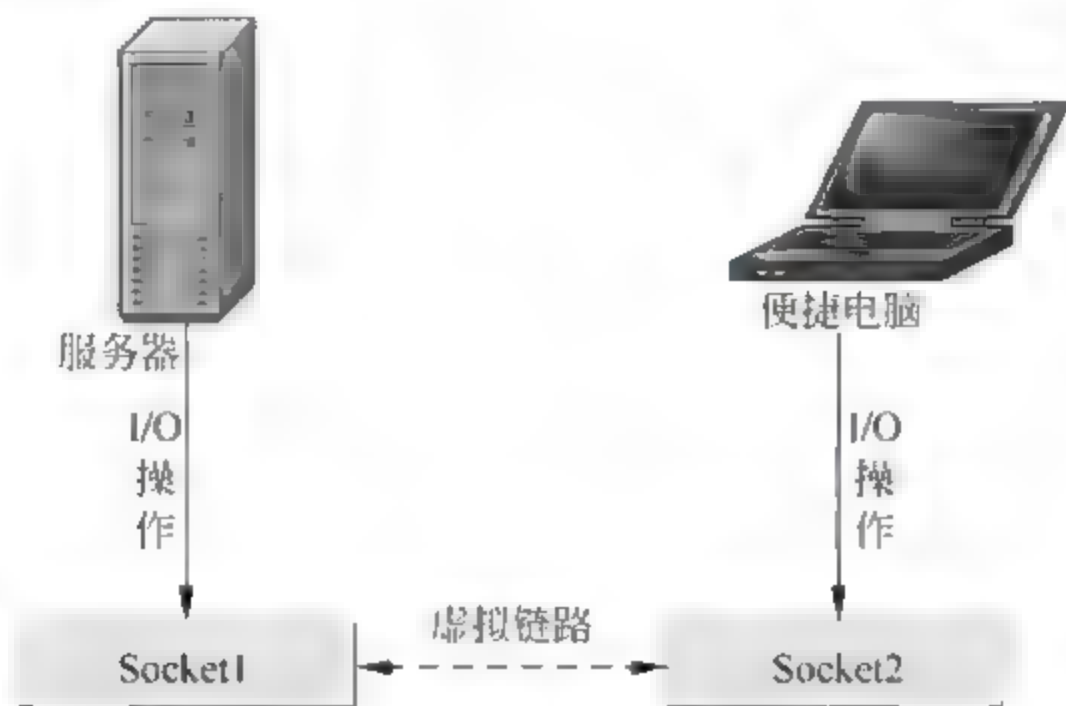 便捷电脑
服务器
I/O
操
作
I/O
操
作
虚拟链路
Socket1
Socket2